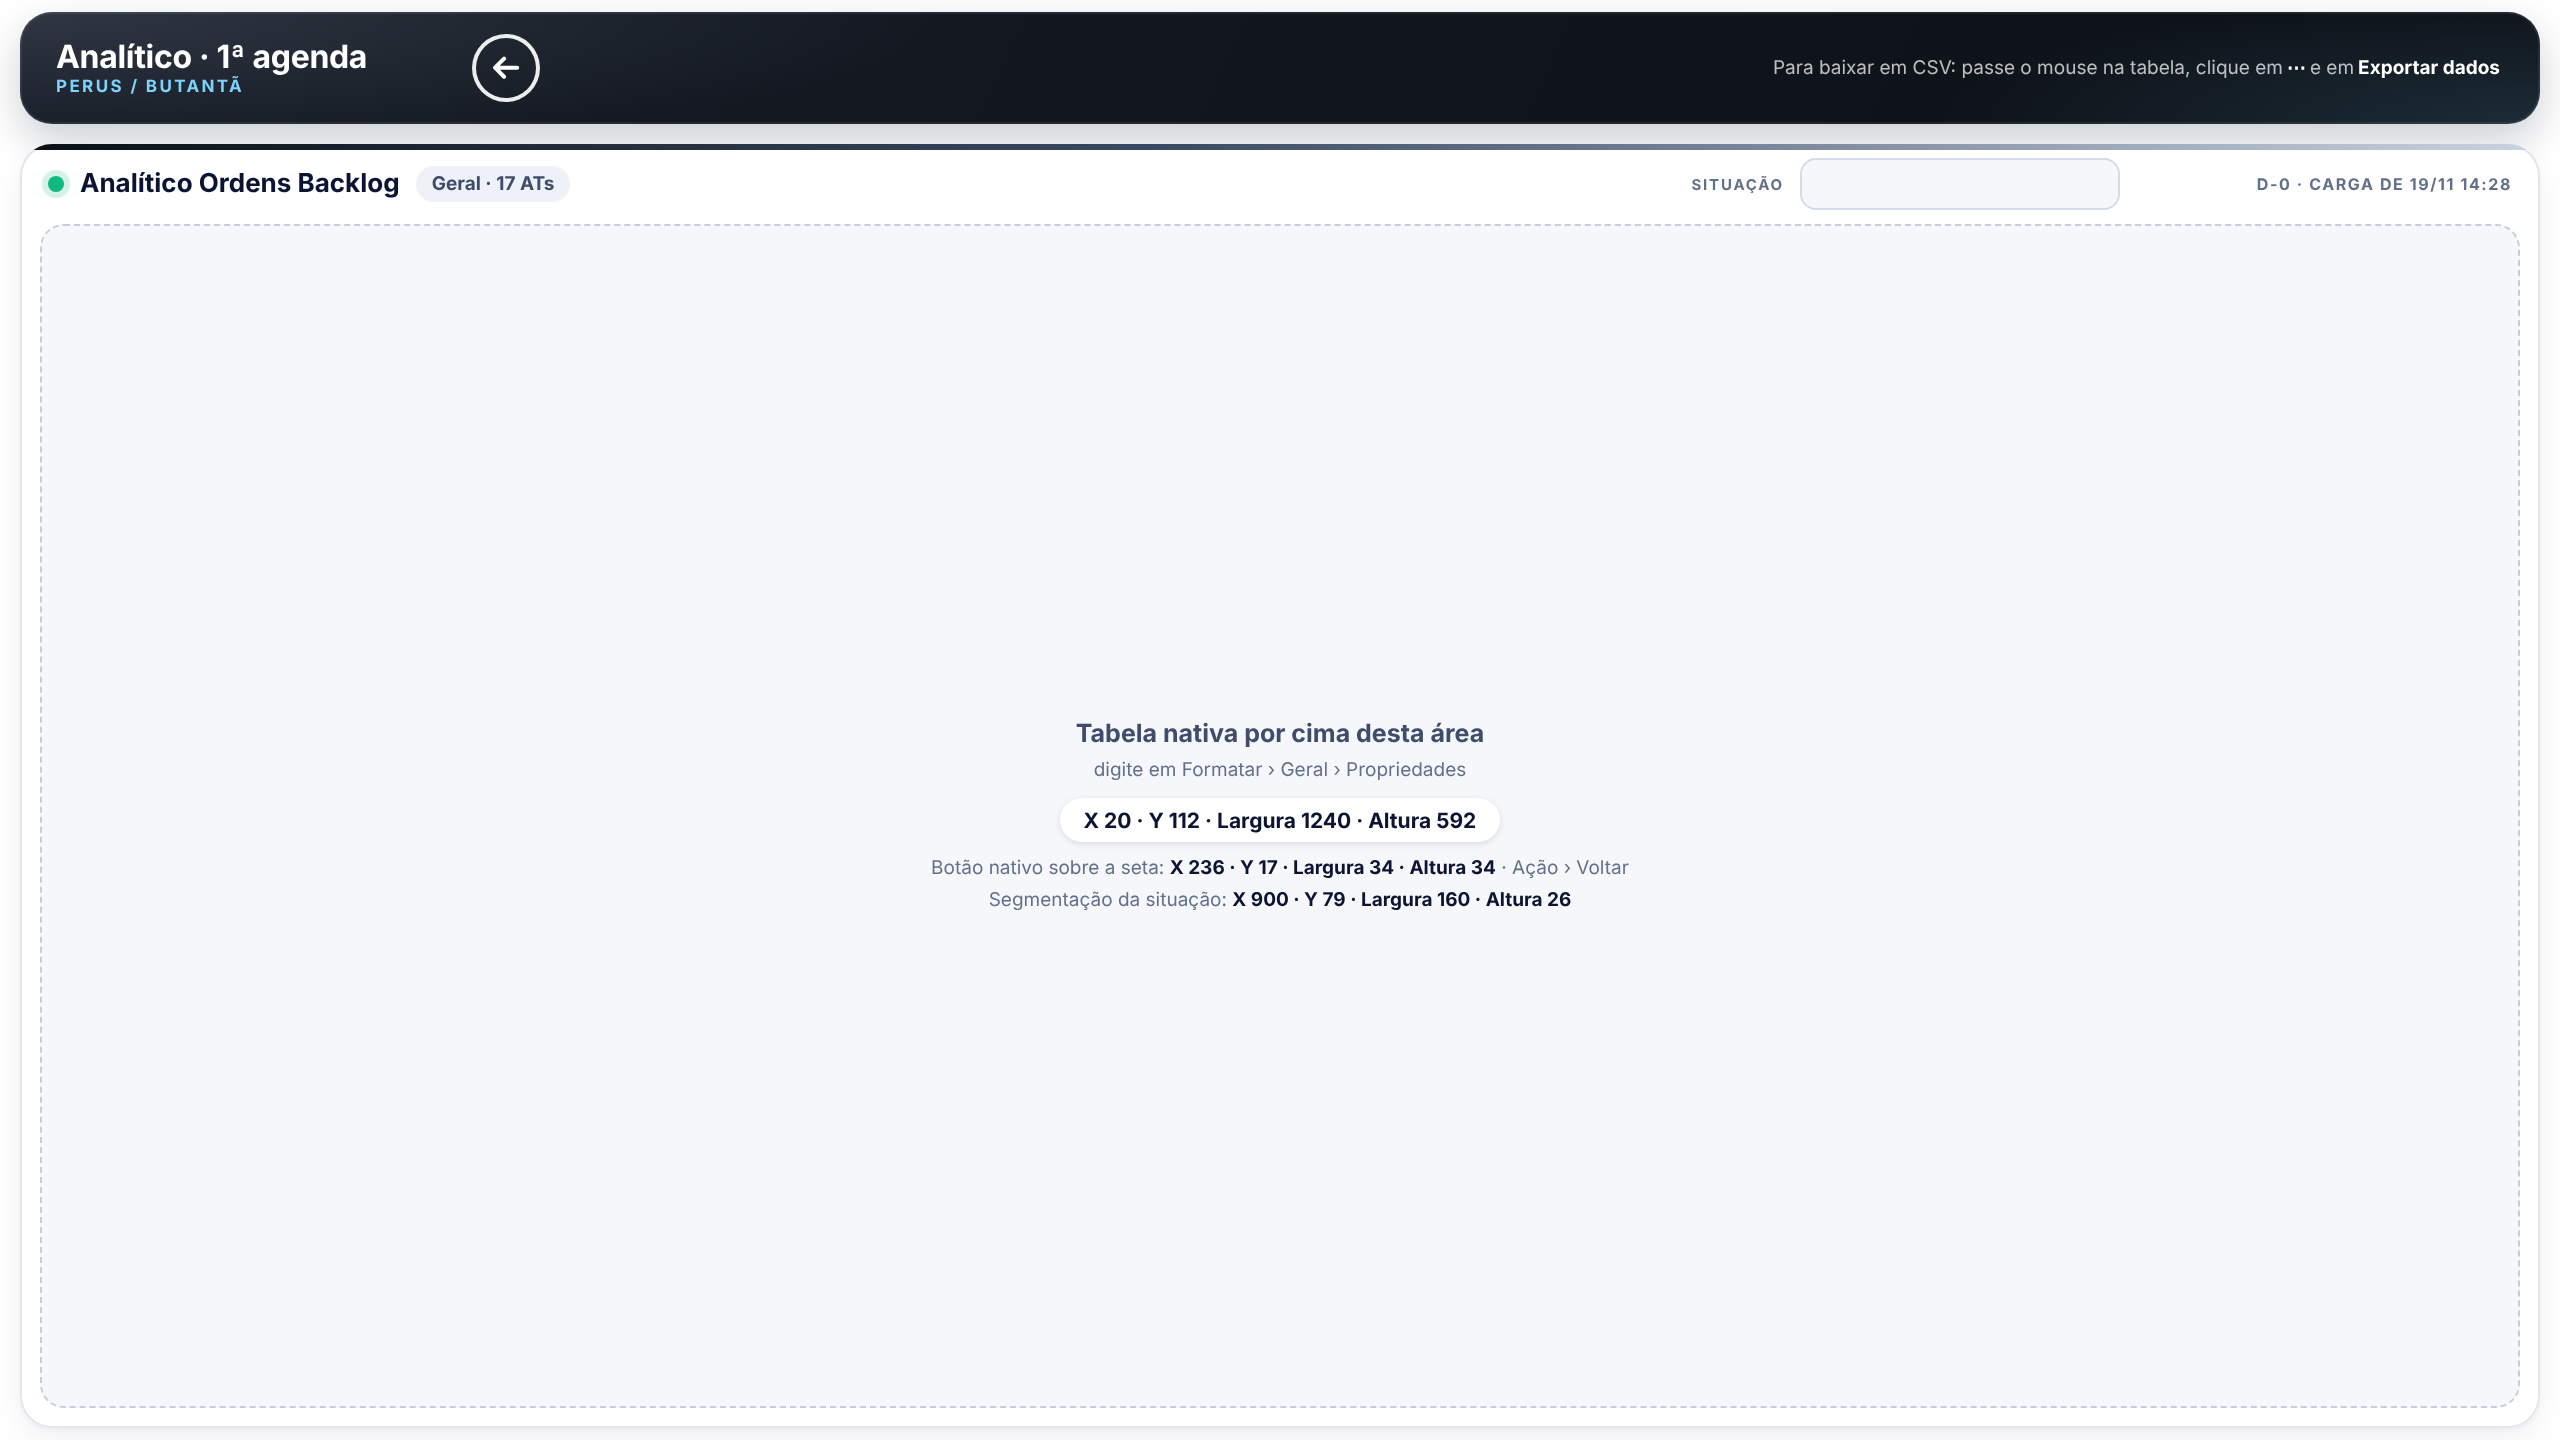 Analítico · 1ª agenda
PERUS / BUTANTÃ
Para baixar em CSV: passe o mouse na tabela, clique em ··· e em Exportar dados
Analítico Ordens Backlog
Geral · 17 ATs
SITUAÇÃO
D-0 · CARGA DE 19/11 14:28
Tabela nativa por cima desta área
digite em Formatar › Geral › Propriedades
X 20 · Y 112 · Largura 1240 · Altura 592
Botão nativo sobre a seta: X 236 · Y 17 · Largura 34 · Altura 34 · Ação › Voltar
Segmentação da situação: X 900 · Y 79 · Largura 160 · Altura 26